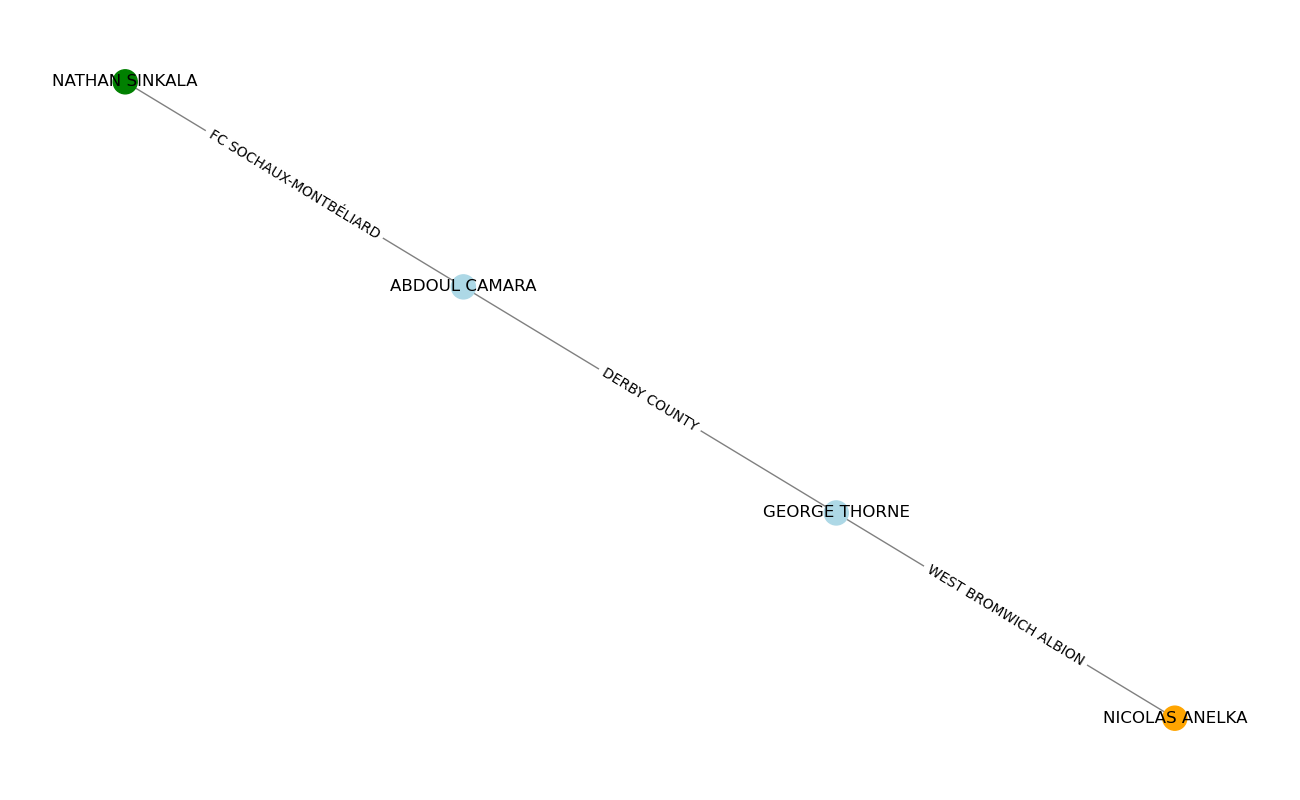 NATHAN SINKALA
FC SOCHAUX-MONTBÉLIARD
ABDOUL CAMARA
DERBY COUNTY
GEORGE THORNE
WEST BROMWICH ALBION
NICOLAS ANELKA